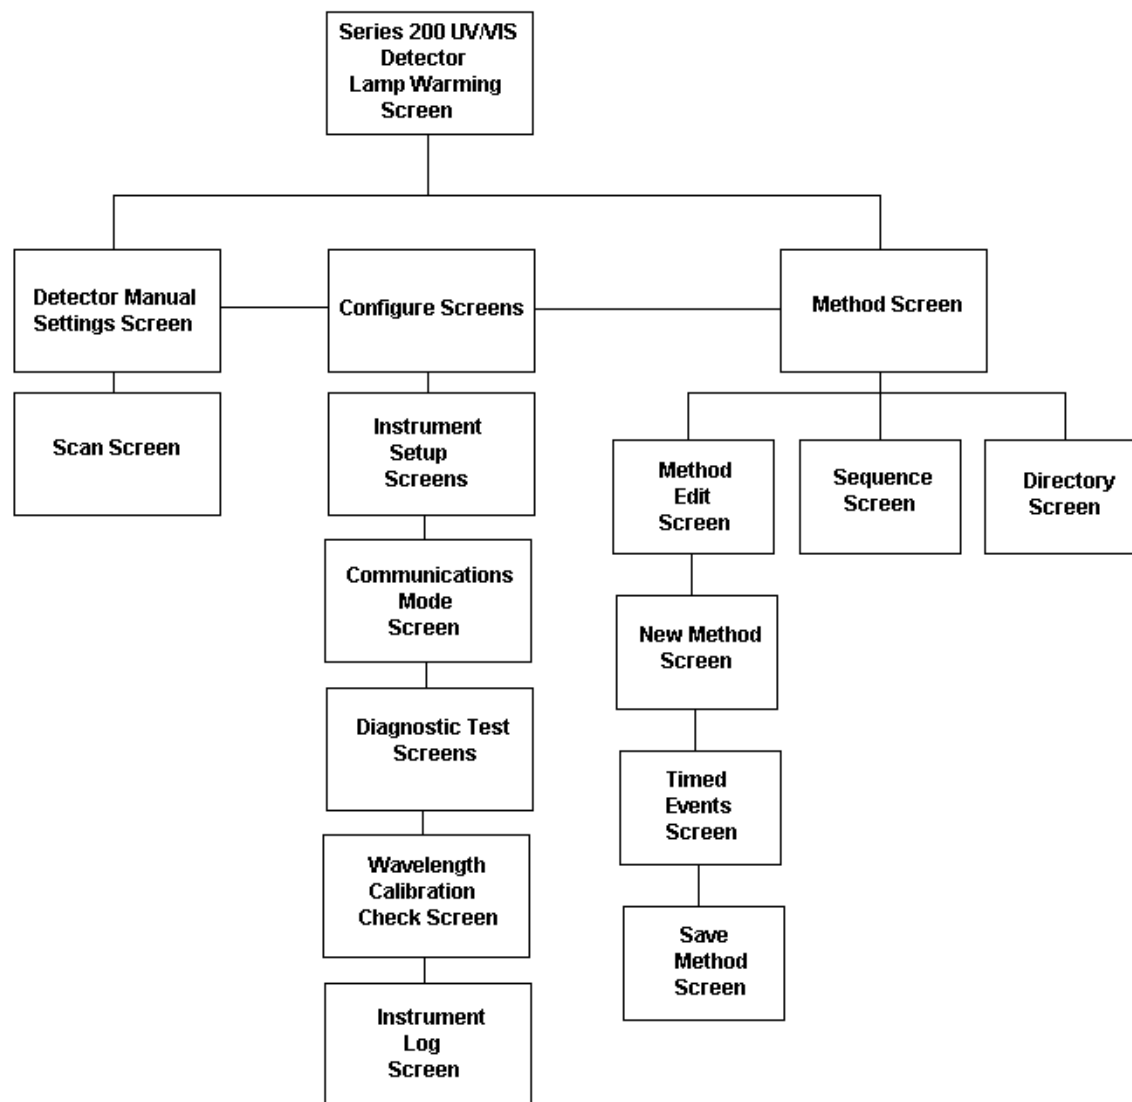 Series 200 UV/VIS
Detector
Lamp Warming
Screen
Detector Manual
Settings Screen
Configure Screens
Method Screen
Scan Screen
Instrument
Setup
Screens
Method
Edit
Screen
Sequence
Screen
Directory
Screen
Communications
Mode
Screen
New Method
Screen
Diagnostic Test
Screens
Timed
Events
Screen
Wavelength
Calibration
Check Screen
Save
Method
Screen
Instrument
Log
Screen